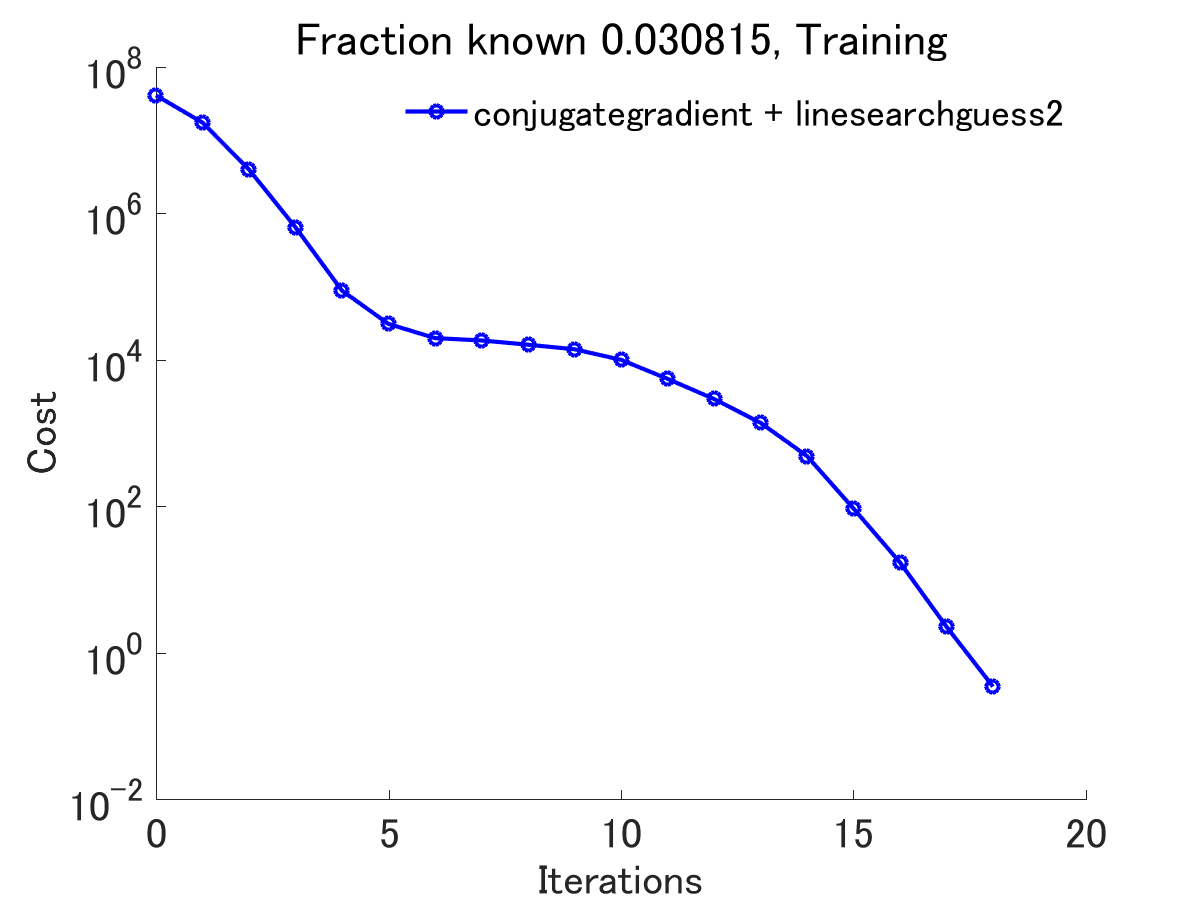 Fraction known 0.030815, Training
conjugategradient + linesearchguess2
10^8
10^6
10^4
10^2
10^0
10^-2
Cost
0 5 10 15 20
Iterations